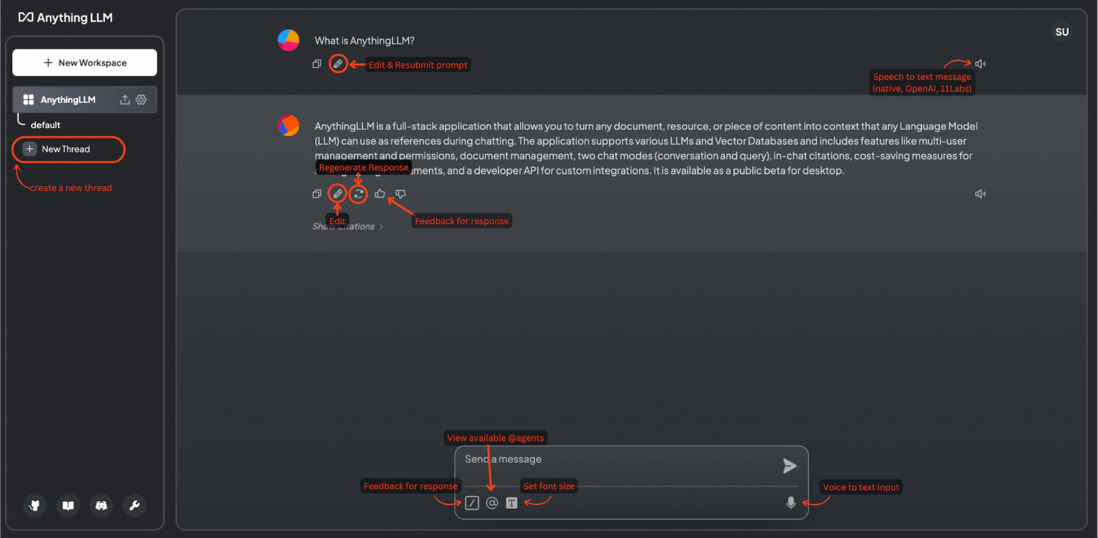 Anything LLM
SU
New Workspace
AnythingLLM
default
New Thread
create a new thread
What is AnythingLLM?
Edit & Resubmit prompt
Speech to text message
(native, OpenAI, 11Labs)
AnythingLLM is a full-stack application that allows you to turn any document, resource, or piece of content into context that any Language Model
(LLM) can use as references during chatting. The application supports various LLMs and Vector Databases and includes features like multi-user
management and permissions, document management, two chat modes (conversation and query), in-chat citations, cost-saving measures for
Regenerate Response
documents, and a developer API for custom integrations. It is available as a public beta for desktop.
Edit
Feedback for response
Show Citations
View available @agents
Send a message
Feedback for response
Set font size
Voice to text input